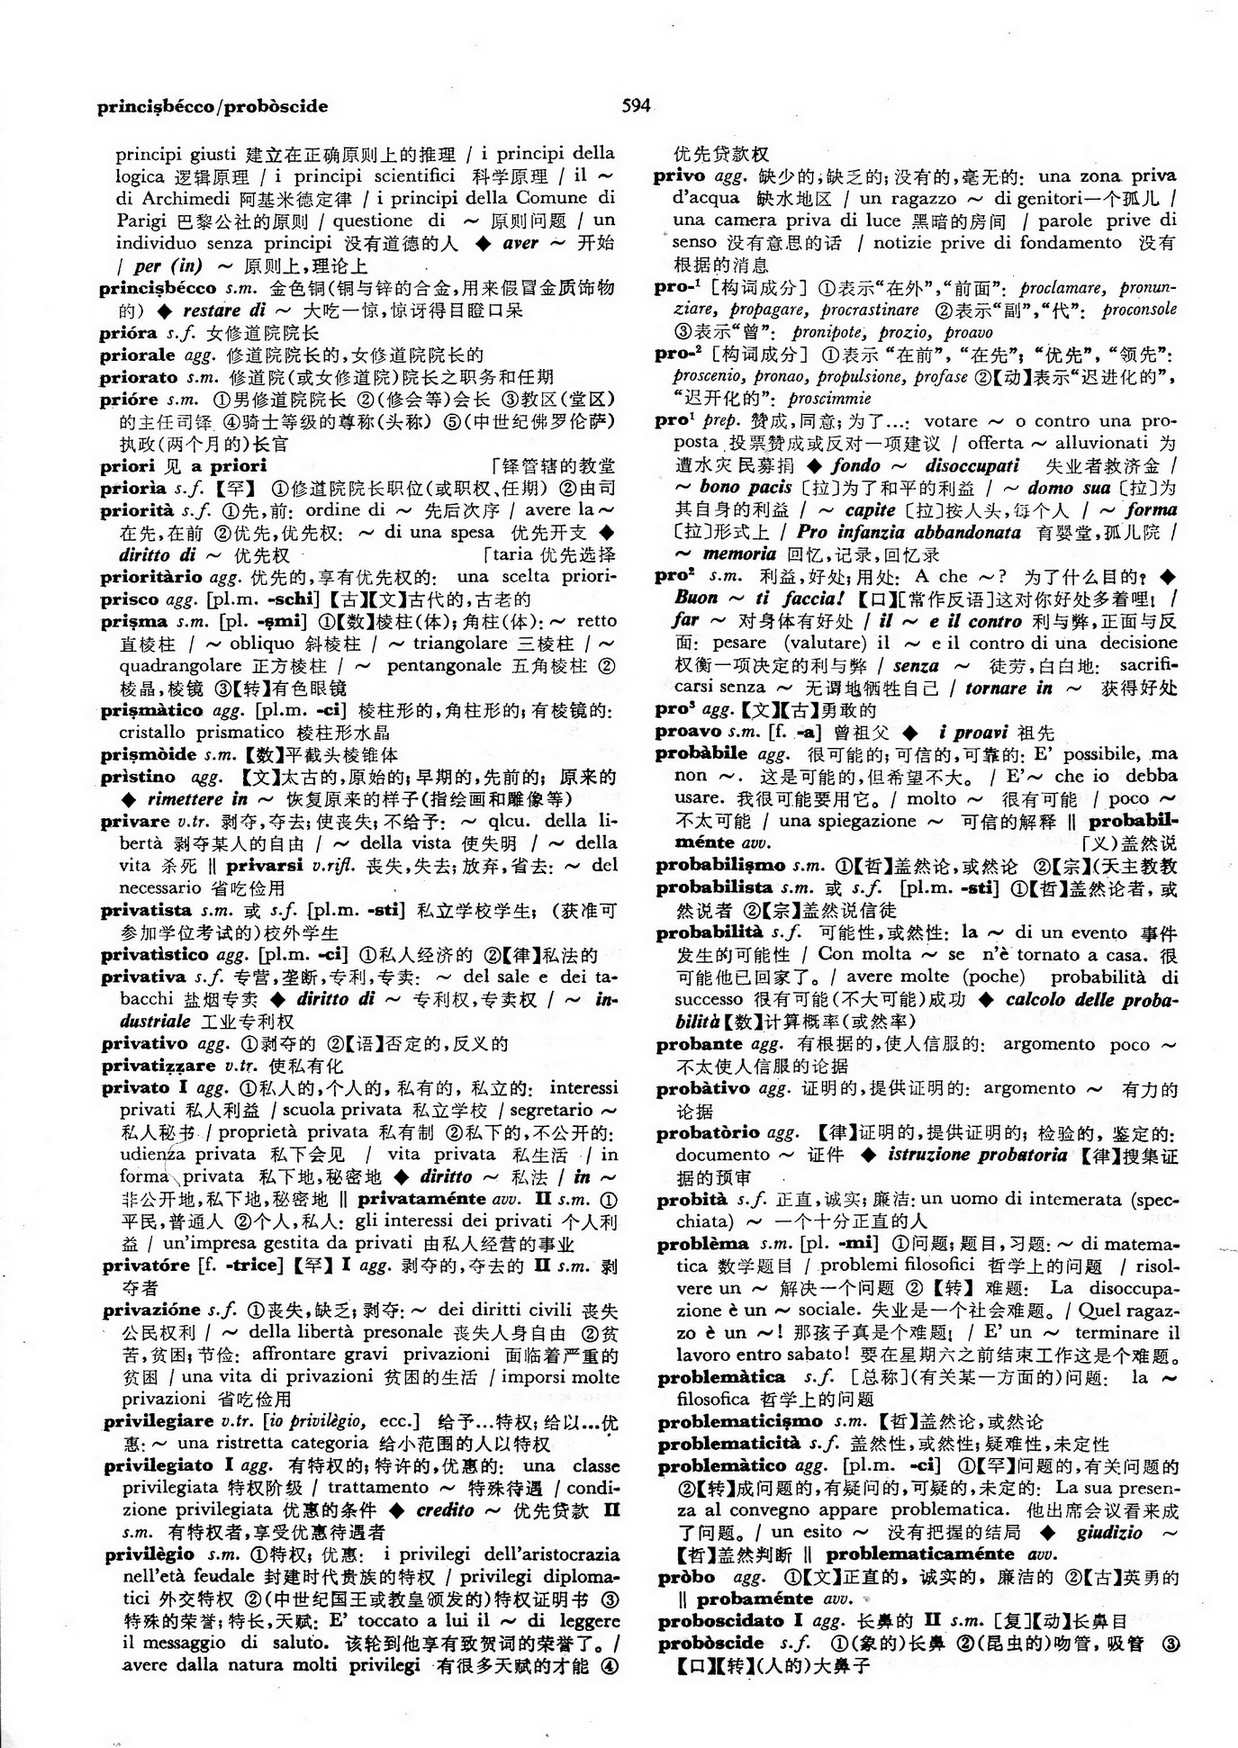 princiṣbécco/probòscide
594
principi giusti 建立在正确原则上的推理 / i principi della
logica 逻辑原理 / i principi scientifici 科学原理 / il ~
di Archimedi 阿基米德定律 / i principi della Comune di
Parigi 巴黎公社的原则 / questione di ~ 原则问题 / un
individuo senza principi 没有道德的人 ◆ aver ~ 开始
/ per (in) ~ 原则上,理论上
princiṣbécco s.m. 金色铜(铜与锌的合金,用来假冒金质饰物
的) ◆ restare di ~ 大吃一惊,惊讶得目瞪口呆
prióra s.f. 女修道院院长
priorale agg. 修道院院长的,女修道院院长的
priorato s.m. 修道院(或女修道院)院长之职务和任期
prióre s.m. ①男修道院院长 ②(修会等)会长 ③教区(堂区)
的主任司铎 ④骑士等级的尊称(头称) ⑤(中世纪佛罗伦萨)
执政(两个月的)长官
priori 见 a priori 「铎管辖的教堂
priorìa s.f.【罕】 ①修道院院长职位(或职权、任期) ②由司
priorità s.f. ①先,前: ordine di ~ 先后次序 / avere la~
在先,在前 ②优先,优先权: ~ di una spesa 优先开支 ◆
diritto di ~ 优先权 「taria 优先选择
prioritàrio agg. 优先的,享有优先权的: una scelta priori-
prisco agg. [pl.m. -schi]【古】【文】古代的,古老的
priṣma s.m. [pl. -ṣmi] ①【数】棱柱(体); 角柱(体): ~ retto
直棱柱 / ~ obliquo 斜棱柱 / ~ triangolare 三棱柱 / ~
quadrangolare 正方棱柱 / ~ pentangonale 五角棱柱 ②
棱晶,棱镜 ③【转】有色眼镜
priṣmàtico agg. [pl.m. -ci] 棱柱形的,角柱形的; 有棱镜的:
cristallo prismatico 棱柱形水晶
priṣmòide s.m.【数】平截头棱锥体
prìstino agg. 【文】太古的,原始的; 早期的,先前的; 原来的
◆ rimettere in ~ 恢复原来的样子(指绘画和雕像等)
privare v.tr. 剥夺,夺去; 使丧失; 不给予: ~ qlcu. della li-
bertà 剥夺某人的自由 / ~ della vista 使失明 / ~ della
vita 杀死 ‖ privarsi v.rifl. 丧失,失去; 放弃,省去: ~ del
necessario 省吃俭用
privatista s.m. 或 s.f. [pl.m. -sti] 私立学校学生; (获准可
参加学位考试的)校外学生
privatìstico agg. [pl.m. -ci] ①私人经济的 ②【律】私法的
privativa s.f. 专营,垄断,专利,专卖: ~ del sale e dei ta-
bacchi 盐烟专卖 ◆ diritto di ~ 专利权,专卖权 / ~ in-
dustriale 工业专利权
privativo agg. ①剥夺的 ②【语】否定的,反义的
privatiẓẓare v.tr. 使私有化
privato I agg. ①私人的,个人的, 私有的, 私立的: interessi
privati 私人利益 / scuola privata 私立学校 / segretario ~
私人秘书 / proprietà privata 私有制 ②私下的,不公开的:
udienza privata 私下会见 / vita privata 私生活 / in
forma privata 私下地,秘密地 ◆ diritto ~ 私法 / in ~
非公开地,私下地,秘密地 ‖ privataménte avv. II s.m. ①
平民,普通人 ②个人,私人: gli interessi dei privati 个人利
益 / un'impresa gestita da privati 由私人经营的事业
privatóre [f. -trice]【罕】I agg. 剥夺的,夺去的 II s.m. 剥
夺者
privazióne s.f. ①丧失,缺乏; 剥夺: ~ dei diritti civili 丧失
公民权利 / ~ della libertà presonale 丧失人身自由 ②贫
苦,贫困; 节俭: affrontare gravi privazioni 面临着严重的
贫困 / una vita di privazioni 贫困的生活 / imporsi molte
privazioni 省吃俭用
privilegiare v.tr. [io privilègio, ecc.] 给予…特权; 给以…优
惠: ~ una ristretta categoria 给小范围的人以特权
privilegiato I agg. 有特权的; 特许的,优惠的: una classe
privilegiata 特权阶级 / trattamento ~ 特殊待遇 / condi-
zione privilegiata 优惠的条件 ◆ credito ~ 优先贷款 II
s.m. 有特权者,享受优惠待遇者
privilègio s.m. ①特权; 优惠: i privilegi dell'aristocrazia
nell'età feudale 封建时代贵族的特权 / privilegi diploma-
tici 外交特权 ②(中世纪国王或教皇颁发的)特权证明书 ③
特殊的荣誉; 特长,天赋: E' toccato a lui il ~ di leggere
il messaggio di saluto. 该轮到他享有致贺词的荣誉了。/
avere dalla natura molti privilegi 有很多天赋的才能 ④
优先贷款权
privo agg. 缺少的,缺乏的; 没有的,毫无的: una zona priva
d'acqua 缺水地区 / un ragazzo ~ di genitori一个孤儿 /
una camera priva di luce 黑暗的房间 / parole prive di
senso 没有意思的话 / notizie prive di fondamento 没有
根据的消息
pro-¹ [构词成分] ①表示“在外”,“前面”: proclamare, pronun-
ziare, propagare, procrastinare ②表示“副”,“代”: proconsole
③表示“曾”: pronipote, prozio, proavo
pro-² [构词成分] ①表示 “在前”, “在先”; “优先”, “领先”:
proscenio, pronao, propulsione, profase ②【动】表示“迟进化的”,
“迟开化的”: proscimmie
pro¹ prep. 赞成,同意; 为了…: votare ~ o contro una pro-
posta 投票赞成或反对一项建议 / offerta ~ alluvionati 为
遭水灾民募捐 ◆ fondo ~ disoccupati 失业者救济金 /
~ bono pacis〔拉〕为了和平的利益 / ~ domo sua〔拉〕为
其自身的利益 / ~ capite〔拉〕按人头,每个人 / ~ forma
〔拉〕形式上 / Pro infanzia abbandonata 育婴堂,孤儿院 /
~ memoria 回忆,记录,回忆录
pro² s.m. 利益,好处; 用处: A che ~? 为了什么目的? ◆
Buon ~ ti faccia!【口】[常作反语]这对你好处多着哩! /
far ~ 对身体有好处 / il ~ e il contro 利与弊,正面与反
面: pesare (valutare) il ~ e il contro di una decisione
权衡一项决定的利与弊 / senza ~ 徒劳,白白地: sacrifi-
carsi senza ~ 无谓地牺牲自己 / tornare in ~ 获得好处
pro³ agg.【文】【古】勇敢的
proavo s.m. [f. -a] 曾祖父 ◆ i proavi 祖先
probàbile agg. 很可能的; 可信的,可靠的: E' possibile, ma
non ~. 这是可能的,但希望不大。/ E'~ che io debba
usare. 我很可能要用它。/ molto ~ 很有可能 / poco ~
不太可能 / una spiegazione ~ 可信的解释 ‖ probabil-
ménte avv. 「义)盖然说
probabiliṣmo s.m. ①【哲】盖然论,或然论 ②【宗】(天主教教
probabilista s.m. 或 s.f. [pl.m. -sti] ①【哲】盖然论者, 或
然说者 ②【宗】盖然说信徒
probabilità s.f. 可能性,或然性: la ~ di un evento 事件
发生的可能性 / Con molta ~ se n'è tornato a casa. 很
可能他已回家了。/ avere molte (poche) probabilità di
successo 很有可能(不大可能)成功 ◆ calcolo delle proba-
bilità【数】计算概率(或然率)
probante agg. 有根据的,使人信服的: argomento poco ~
不太使人信服的论据
probàtivo agg. 证明的,提供证明的: argomento ~ 有力的
论据
probatòrio agg. 【律】证明的,提供证明的; 检验的, 鉴定的:
documento ~ 证件 ◆ istruzione probatoria【律】搜集证
据的预审
probità s.f. 正直,诚实; 廉洁: un uomo di intemerata (spec-
chiata) ~ 一个十分正直的人
problèma s.m. [pl. -mi] ①问题; 题目,习题: ~ di matema-
tica 数学题目 / problemi filosofici 哲学上的问题 / risol-
vere un ~ 解决一个问题 ②【转】难题: La disoccupa-
zione è un ~ sociale. 失业是一个社会难题。/ Quel ragaz-
zo è un ~! 那孩子真是个难题! / E' un ~ terminare il
lavoro entro sabato! 要在星期六之前结束工作这是个难题。
problemàtica s.f. [总称](有关某一方面的)问题: la ~
filosofica 哲学上的问题
problematiciṣmo s.m.【哲】盖然论,或然论
problematicità s.f. 盖然性,或然性; 疑难性,未定性
problemàtico agg. [pl.m. -ci] ①【罕】问题的,有关问题的
②【转】成问题的,有疑问的,可疑的,未定的: La sua presen-
za al convegno appare problematica. 他出席会议看来成
了问题。/ un esito ~ 没有把握的结局 ◆ giudizio ~
【哲】盖然判断 ‖ problematicaménte avv.
pròbo agg. ①【文】正直的, 诚实的, 廉洁的 ②【古】英勇的
‖ probaménte avv.
proboscidato I agg. 长鼻的 II s.m. [复]【动】长鼻目
probòscide s.f. ①(象的)长鼻 ②(昆虫的)吻管, 吸管 ③
【口】【转】(人的)大鼻子